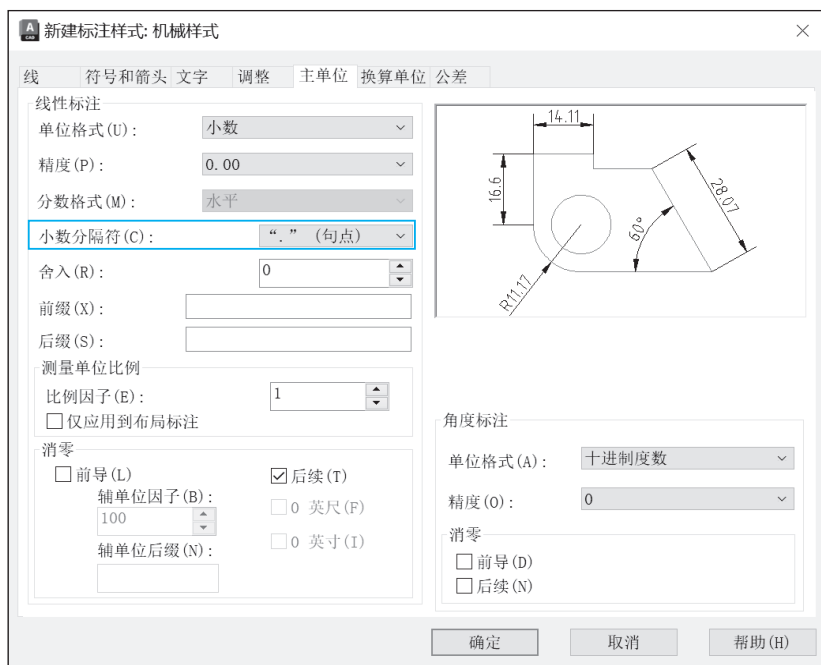 新建标注样式: 机械样式
线 符号和箭头 文字 调整 主单位 换算单位 公差
线性标注
单位格式(U): 小数
精度(P): 0.00
分数格式(M): 水平
小数分隔符(C): “.” (句点)
舍入(R): 0
前缀(X):
后缀(S):
测量单位比例
比例因子(E): 1
仅应用到布局标注
消零
前导(L) 后续(T)
辅单位因子(B): 0 英尺(F)
100
0 英寸(I)
辅单位后缀(N):
14.11
16.6
28.07
60°
R11.17
角度标注
单位格式(A): 十进制度数
精度(O): 0
消零
前导(D)
后续(N)
确定 取消 帮助(H)